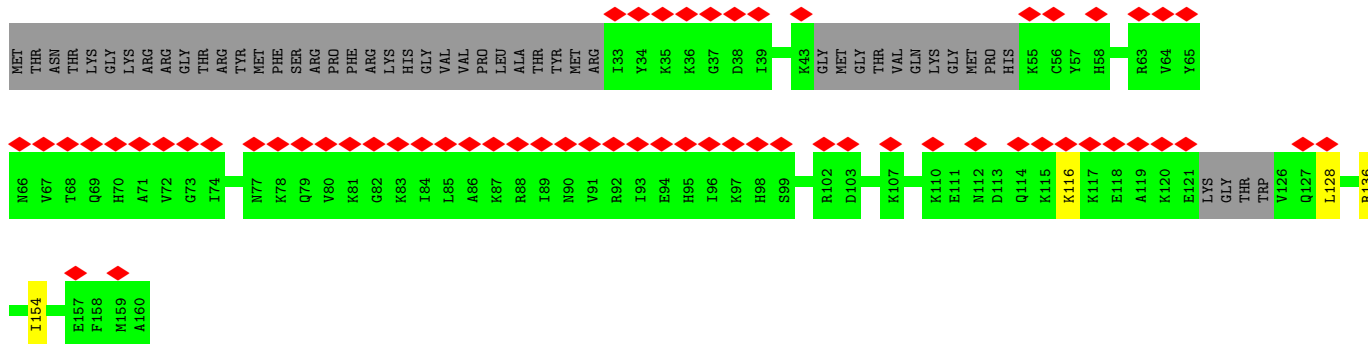 MET THR ASN THR LYS GLY LYS ARG ARG GLY THR ARG TYR MET PHE SER ARG PRO PHE ARG LYS HIS GLY VAL VAL PRO LEU ALA THR TYR MET ARG I33 Y34 K35 K36 G37 D38 I39 K43 GLY MET GLY THR VAL GLN LYS GLY MET PRO HIS K55 C56 Y57 H58 R63 V64 Y65
N66 V67 T68 Q69 H70 A71 V72 G73 I74 N77 K78 Q79 V80 K81 G82 K83 I84 L85 A86 K87 R88 I89 N90 V91 R92 I93 E94 H95 I96 K97 H98 S99 R102 D103 K107 K110 E111 N112 D113 Q114 K115 K116 K117 E118 A119 K120 E121 LYS GLY THR TRP V126 Q127 L128 R136
I154 E157 F158 M159 A160